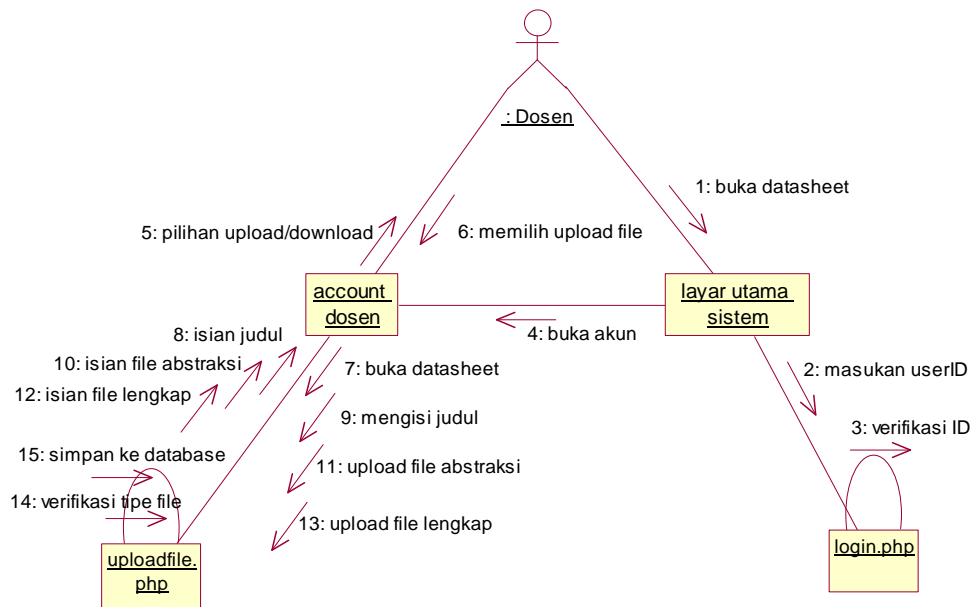 : Dosen
1: buka datasheet
5: pilihan upload/download
6: memilih upload file
account
dosen
layar utama
sistem
4: buka akun
8: isian judul
10: isian file abstraksi
12: isian file lengkap
7: buka datasheet
2: masukan userID
9: mengisi judul
3: verifikasi ID
15: simpan ke database
11: upload file abstraksi
14: verifikasi tipe file
13: upload file lengkap
uploadfile.
php
login.php